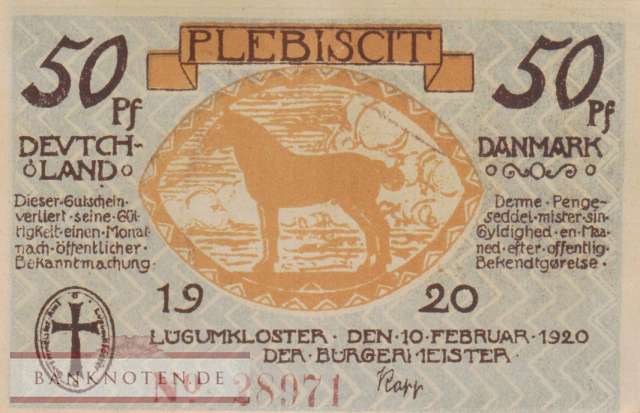 PLEBISCIT
50 Pf
50 Pf
DEVTCH-
LAND
DANMARK
Dieser·Gutschein·
verliert·seine·Gül-
tigkeit·einen·Monat·
nach·öffentlicher·
Bekanntmachung·
Denne·Penge-
seddel·mister·sin·
Gyldighed·en·Maa-
ned·efter·offentlig·
Bekendtgørelse·
19 20
LÜGUMKLOSTER · DEN·10·FEBRUAR·1920
DER·BÜRGERMEISTER·
No 28971
BANKNOTEN.DE